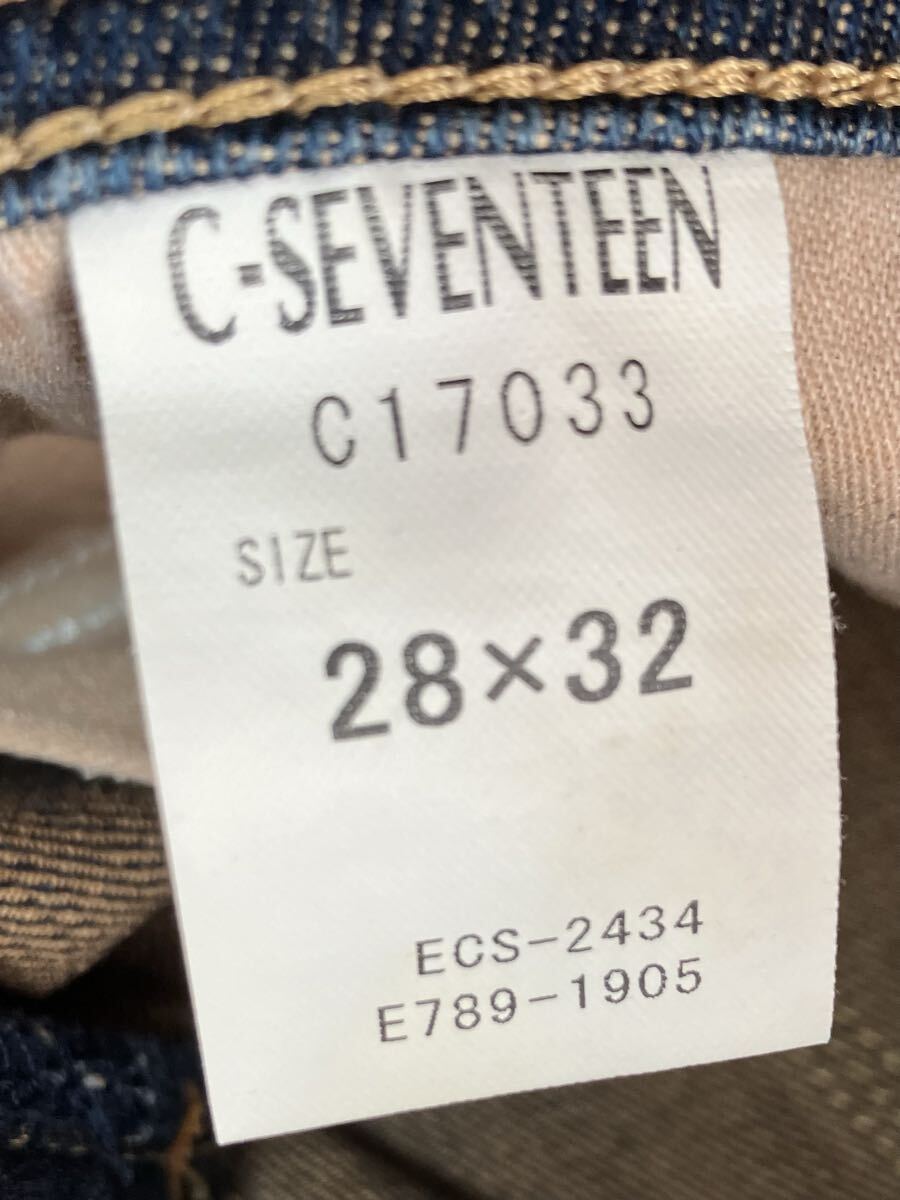 C-SEVENTEEN
C17033
SIZE
28×32
ECS-2434
E789-1905